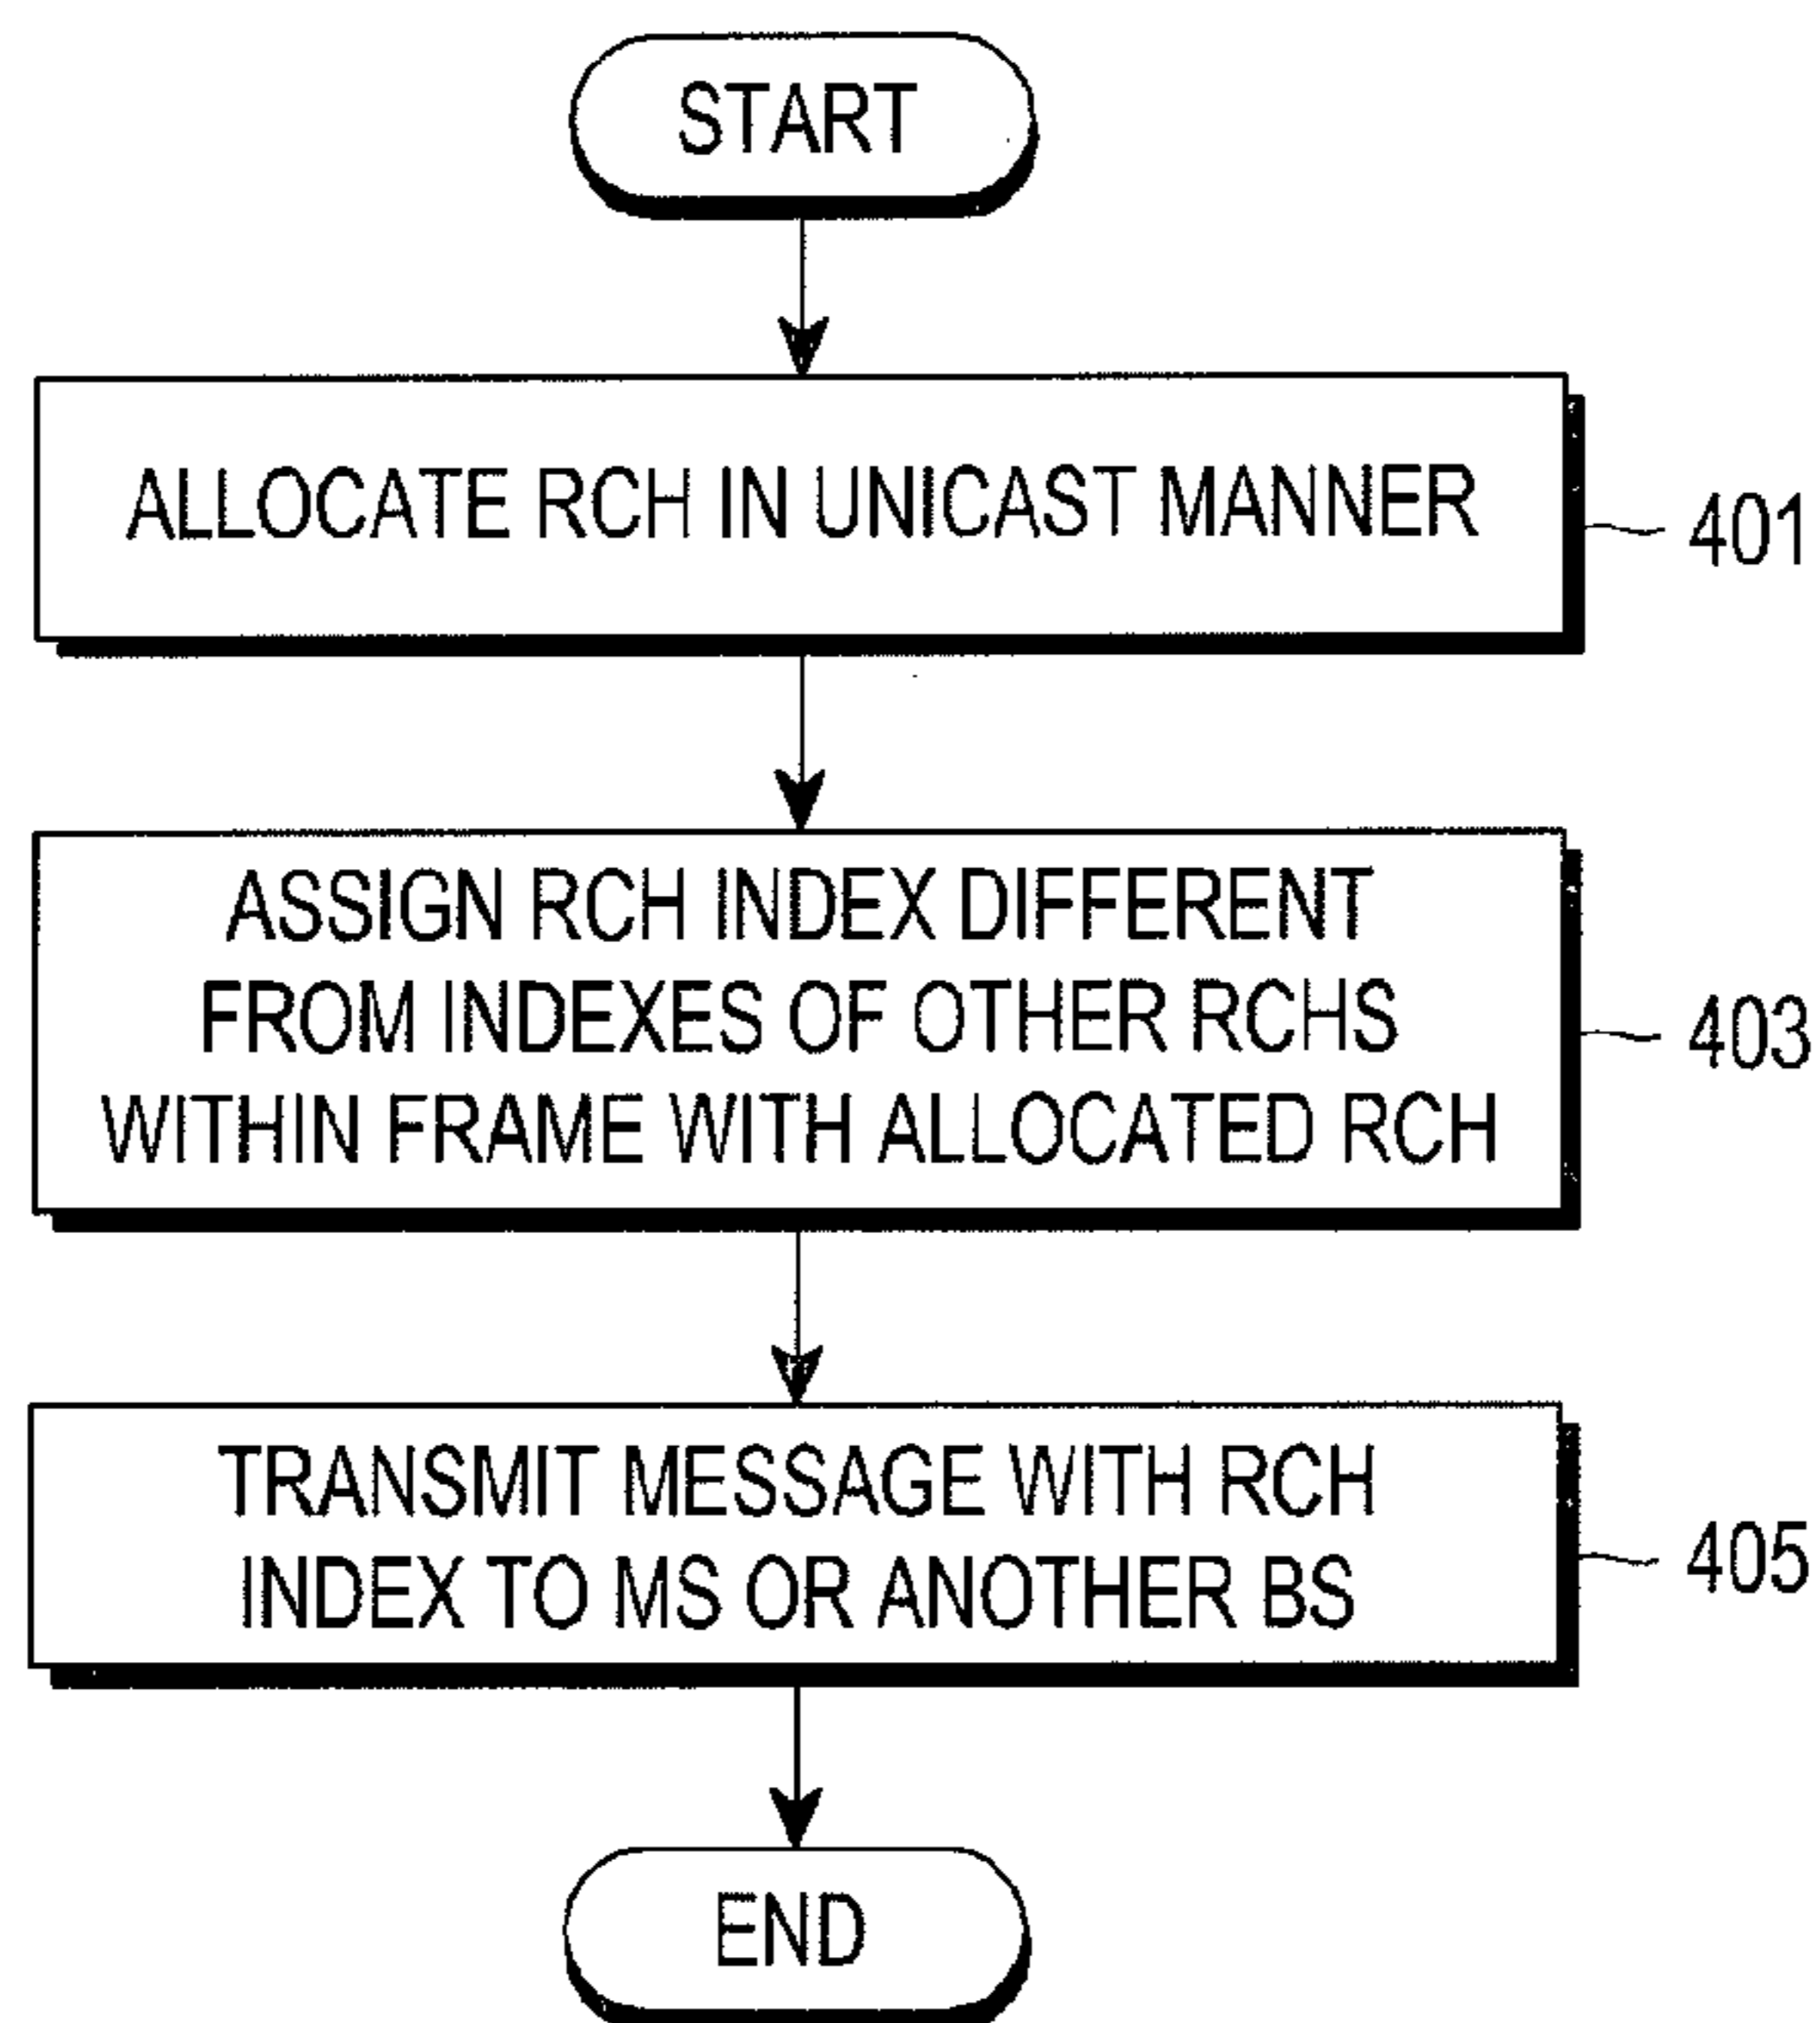 START
ALLOCATE RCH IN UNICAST MANNER
401
ASSIGN RCH INDEX DIFFERENT
FROM INDEXES OF OTHER RCHS
WITHIN FRAME WITH ALLOCATED RCH
403
TRANSMIT MESSAGE WITH RCH
INDEX TO MS OR ANOTHER BS
405
END